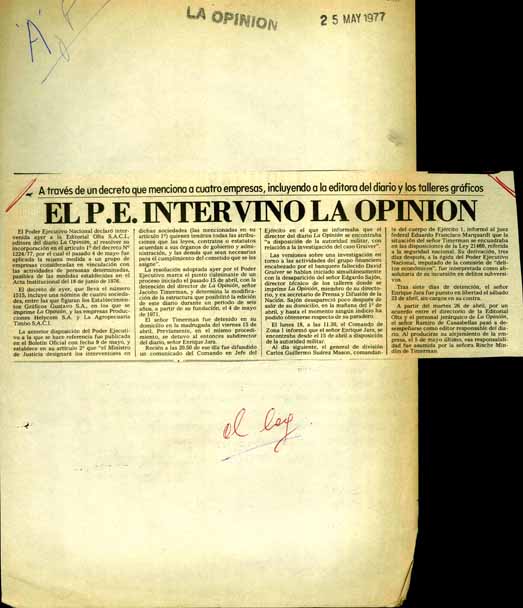 'A'
LA OPINION
25 MAY 1977
A través de un decreto que menciona a cuatro empresas, incluyendo a la editora del diario y los talleres gráficos
EL P.E. INTERVINO LA OPINION
El Poder Ejecutivo Nacional declaró intervenida ayer a la Editorial Olta S.A.C.I.,
editora del diario La Opinión, al resolver su
incorporación en el artículo 1º del decreto Nº
1224/77, por el cual el pasado 4 de mayo fue
aplicada la misma medida a un grupo de
empresas consideradas en vinculación con
las actividades de personas determinadas,
pasibles de las medidas establecidas en el
Acta Institucional del 18 de junio de 1976.
El decreto de ayer, que lleva el número
1515, incluye una nómina de cuatro sociedades, entre las que figuran los Establecimientos Gráficos Gustavo S.A., en los que se
imprime La Opinión, y las empresas Producciones
y La Agropecuaria
Timbo S.A.C.I.
La anterior disposición del Poder Ejecutivo a la que se hace referencia fue publicada
en el Boletín Oficial con fecha 9 de mayo, y
establece en su artículo 2º que "el Ministro
de Justicia designará los interventores en
dichas sociedades (las mencionadas en su
artículo 1º) quienes tendrán todas las atribuciones que las leyes, contratos o estatutos
acuerdan a sus órganos de gobierno y administración, y las demás que sean necesarias
para el cumplimiento del cometido que se les
asigne".
La resolución adoptada ayer por el Poder
Ejecutivo marca el punto culminante de un
proceso iniciado el pasado 15 de abril, con la
detención del director de La Opinión, señor
Jacobo Timerman, y determina la modificación de la estructura que posibilitó la edición
de este diario durante un período de seis
años, a partir de su fundación, el 4 de mayo
de 1971.
El señor Timerman fue detenido en su
domicilio en la madrugada del viernes 15 de
abril. Previamente, en el mismo procedimiento, se detuvo al entonces subdirector
del diario, señor Enrique Jara.
Recién a las 20.50 de ese día fue difundido
un comunicado del Comando en Jefe del
Ejército en el que se informaba que el
director del diario La Opinión se encontraba
"a disposición de la autoridad militar, con
relación a la investigación del caso Graiver".
Las versiones sobre una investigación en
torno a las actividades del grupo financiero
encabezado por el banquero fallecido David
Graiver se habían iniciado simultáneamente
con la desaparición del señor Edgardo Sajón,
director técnico de los talleres donde se
imprime La Opinión, miembro de su directorio y ex secretario de Prensa y Difusión de la
Nación. Sajón desapareció poco después de
salir de su domicilio, en la mañana del 1º de
abril, y hasta el momento ningún indicio ha
podido obtenerse respecto de su paradero.
El lunes 18, a las 11.30, el Comando de
Zona 1 informó que el señor Enrique Jara, se
encontraba desde el 15 de abril a disposición
de la autoridad militar.
Al día siguiente, el general de división
Carlos Guillermo Suárez Mason, comandante del cuerpo de Ejército 1, informó al juez
federal Eduardo Francisco Marquardt que la
situación del señor Timerman se encuadraba
en las disposiciones de la Ley 21460, referida
a la seguridad nacional. Su derivación, tres
días después, a la égida del Poder Ejecutivo
Nacional, imputado de la comisión de "delitos económicos", fue interpretada como absolutoria de su incursión en delitos subversivos.
Tras siete días de detención, el señor
Enrique Jara fue puesto en libertad el sábado
23 de abril, sin cargos en su contra.
A partir del martes 26 de abril, por un
acuerdo entre el directorio de la Editorial
Olta y el personal jerárquico de La Opinión,
el señor Ramiro de Casasbellas pasó a desempeñarse como editor responsable del diario. Al producirse su alejamiento de la empresa, el 5 de mayo último, esa responsabilidad fue asumida por la señora Rische Mindlin de Timerman.